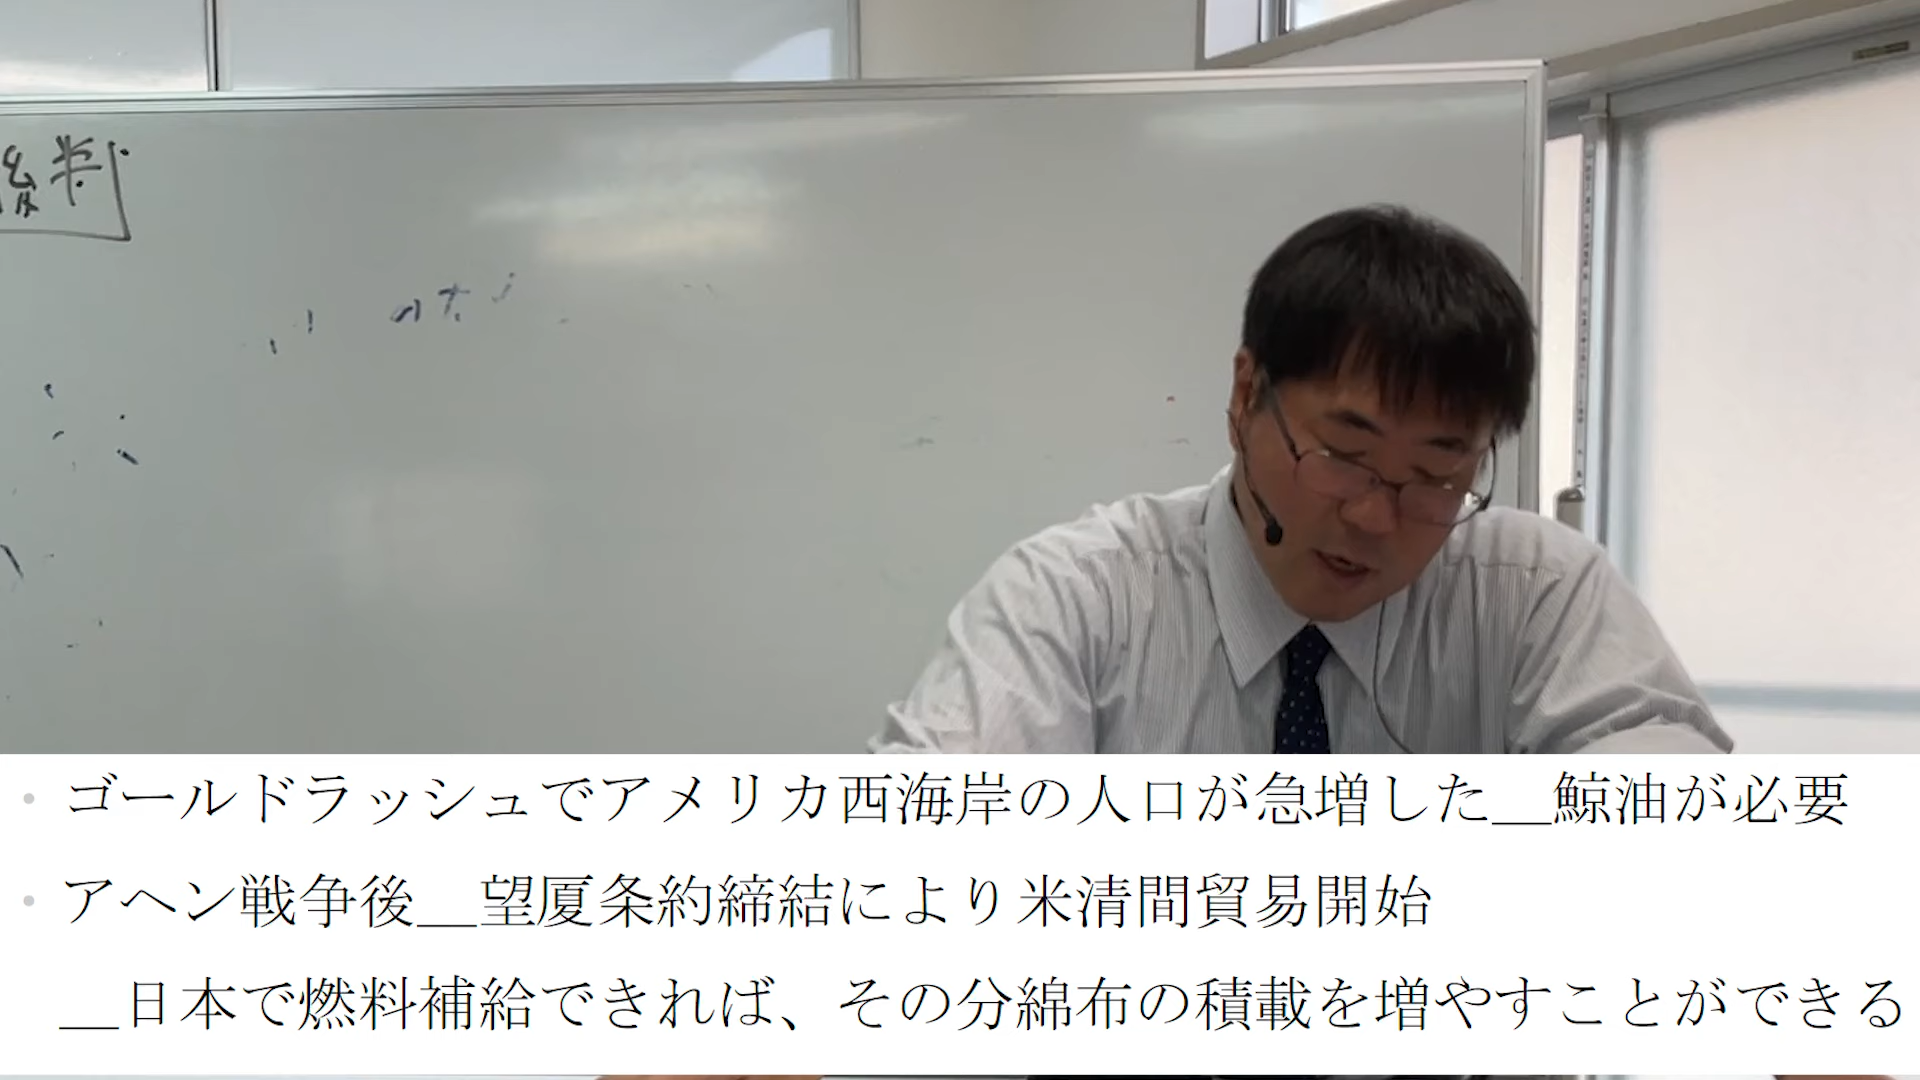 後判
・ゴールドラッシュでアメリカ西海岸の人口が急増した__鯨油が必要
・アヘン戦争後__望厦条約締結により米清間貿易開始
__日本で燃料補給できれば、その分綿布の積載を増やすことができる